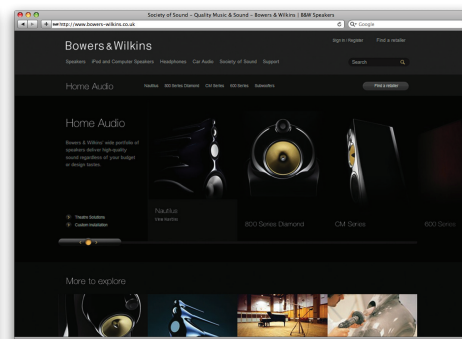 Society of Sound – Quality Music & Sound – Bowers & Wilkins | B&W Speakers
http://www.bowers-wilkins.co.uk
Google
Bowers & Wilkins
Sign in / Register
Find a retailer
Speakers iPod and Computer Speakers Headphones Car Audio Society of Sound Support
Search
Home Audio
Nautilus 800 Series Diamond CM Series 600 Series Subwoofers
Find a retailer
Home Audio
Bowers & Wilkins' wide portfolio of
speakers deliver high-quality
sound regardless of your budget
or design tastes
Theatre Solutions
Custom Installation
Nautilus
800 Series Diamond
CM Series
600 Series
More to explore